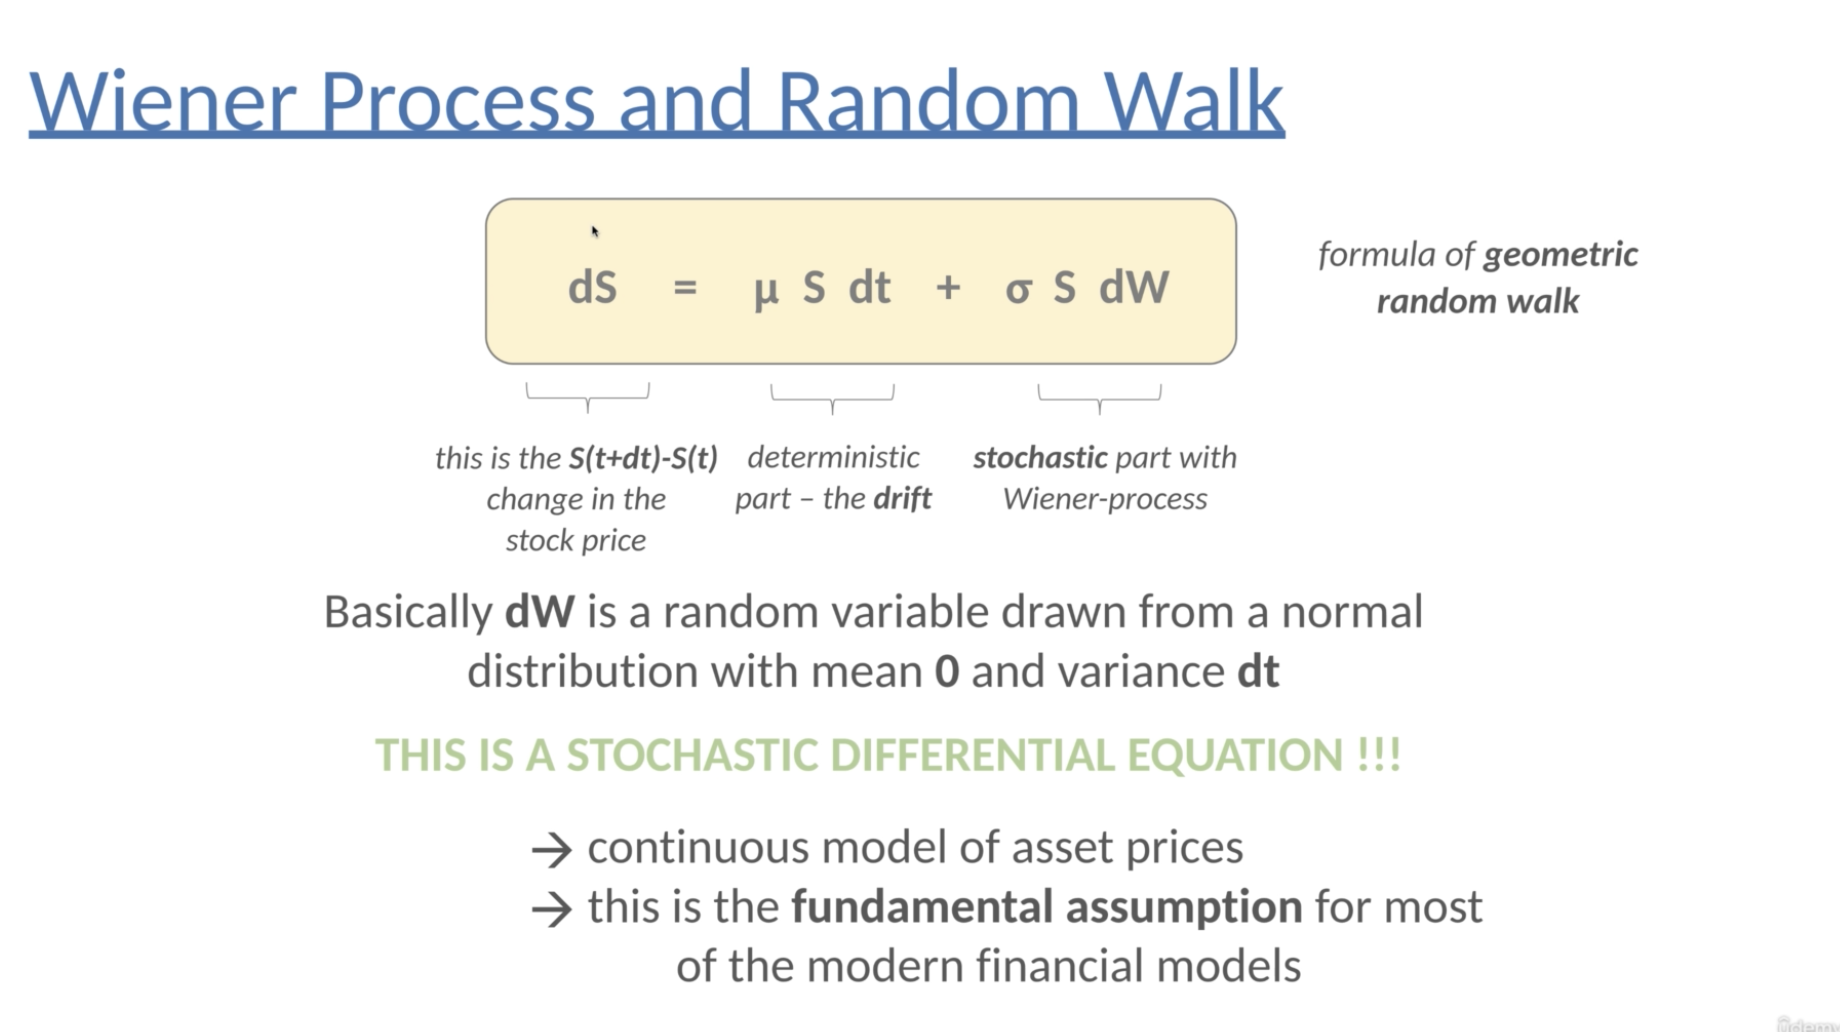 Wiener Process and Random Walk
dS = μ S dt + σ S dW
formula of geometric
random walk
this is the S(t+dt)-S(t)
change in the
stock price
deterministic
part – the drift
stochastic part with
Wiener-process
Basically dW is a random variable drawn from a normal
distribution with mean 0 and variance dt
THIS IS A STOCHASTIC DIFFERENTIAL EQUATION !!!
→ continuous model of asset prices
→ this is the fundamental assumption for most
of the modern financial models
ûdemy